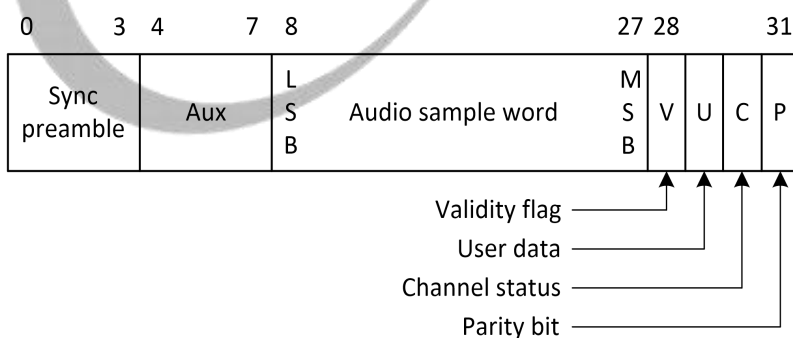 0 3 4 7 8 27 28 31
Sync
preamble
Aux
L
S
B
Audio sample word
M
S
B
V
U
C
P
Validity flag
User data
Channel status
Parity bit